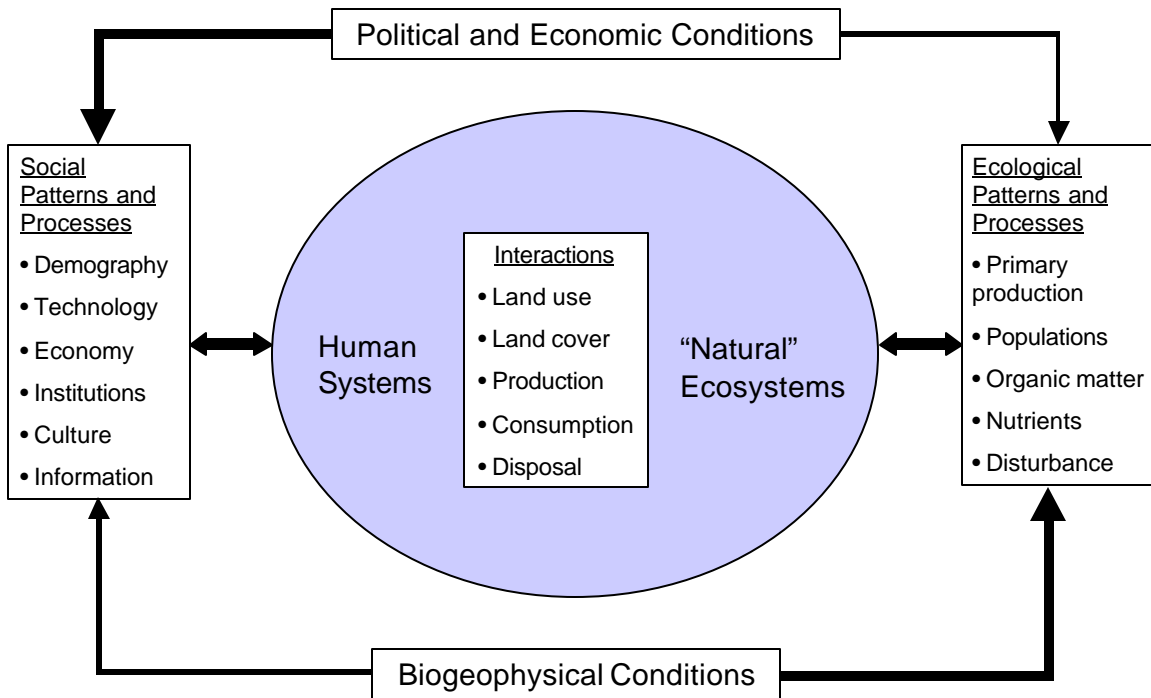 Political and Economic Conditions
Social
Patterns and
Processes
• Demography
• Technology
• Economy
• Institutions
• Culture
• Information
Human
Systems
Interactions
• Land use
• Land cover
• Production
• Consumption
• Disposal
“Natural”
Ecosystems
Ecological
Patterns and
Processes
• Primary
production
• Populations
• Organic matter
• Nutrients
• Disturbance
Biogeophysical Conditions